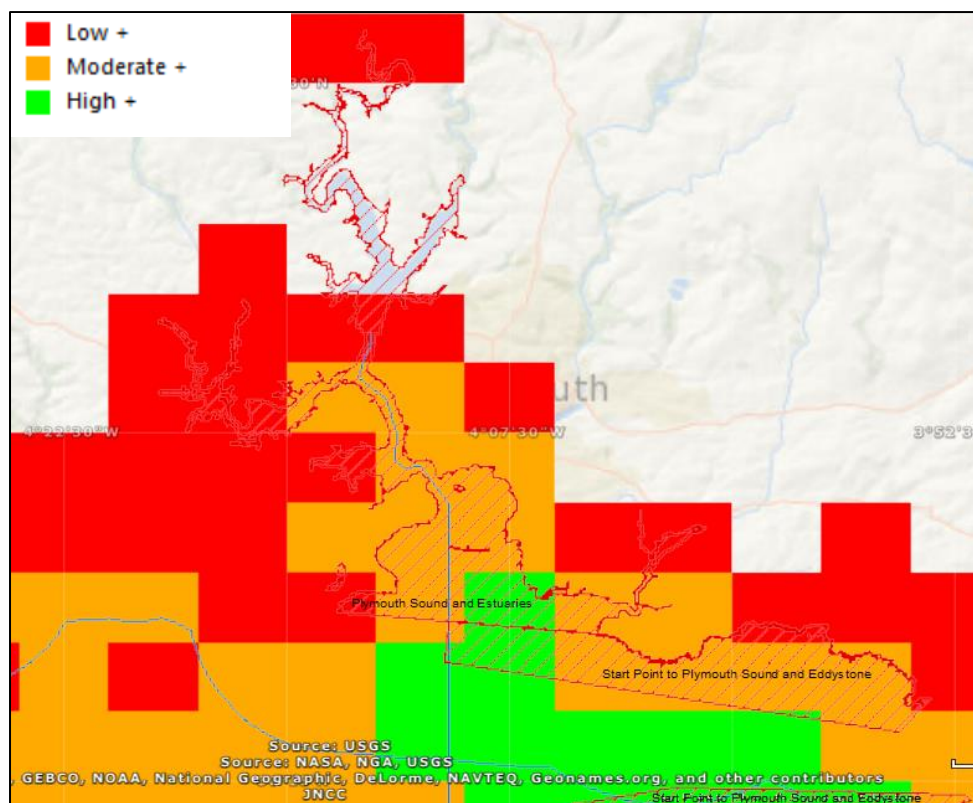 Low +
Moderate +
High +
30'N
uth
4°22'30"W
4°07'30"W
3°52'3
Plymouth Sound and Estuaries
Start Point to Plymouth Sound and Eddystone
Source: USGS
Source: NASA, NGA, USGS
, GEBCO, NOAA, National Geographic, DeLorme, NAVTEQ, Geonames.org, and other contributors
JNCC
Start Point to Plymouth Sound and Eddystone